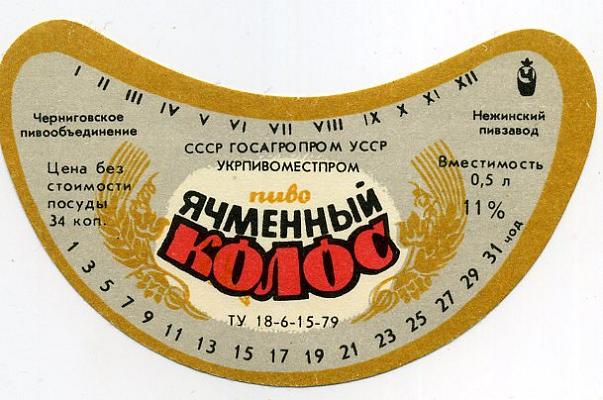 I II III IV V VI VII VIII IX X XI XII
Черниговское
пивообъединение
Нежинский
пивзавод
СССР ГОСАГРОПРОМ УССР
УКРПИВОМЕСТПРОМ
Цена без
стоимости
посуды
34 коп.
Вместимость
0,5 л
11%
пиво
ЯЧМЕННЫЙ
КОЛОС
ТУ 18-6-15-79
1 3 5 7 9 11 13 15 17 19 21 23 25 27 29 31 чод